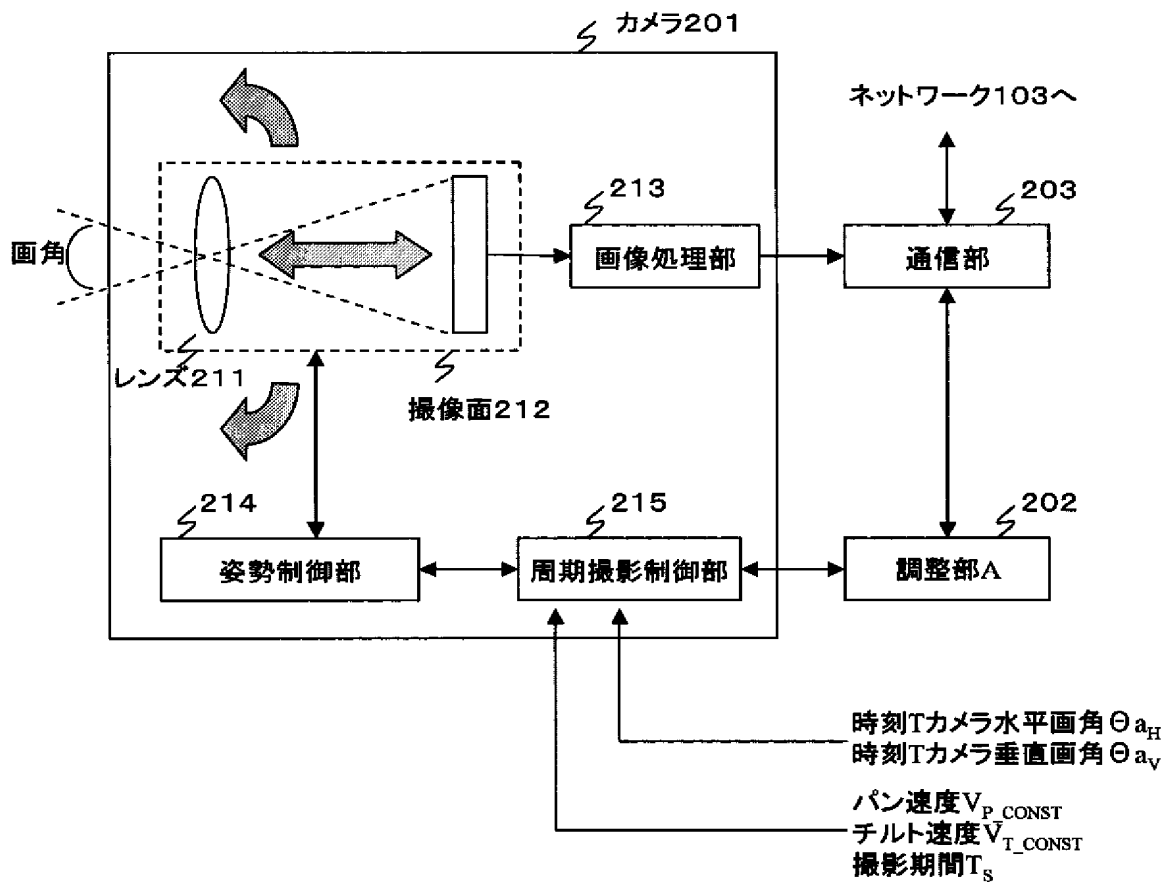 カメラ201
ネットワーク103へ
213
203
画角
画像処理部
通信部
レンズ211
撮像面212
214
215
202
姿勢制御部
周期撮影制御部
調整部A
時刻Tカメラ水平画角Θa_H
時刻Tカメラ垂直画角Θa_V
パン速度V_P_CONST
チルト速度V_T_CONST
撮影期間T_S